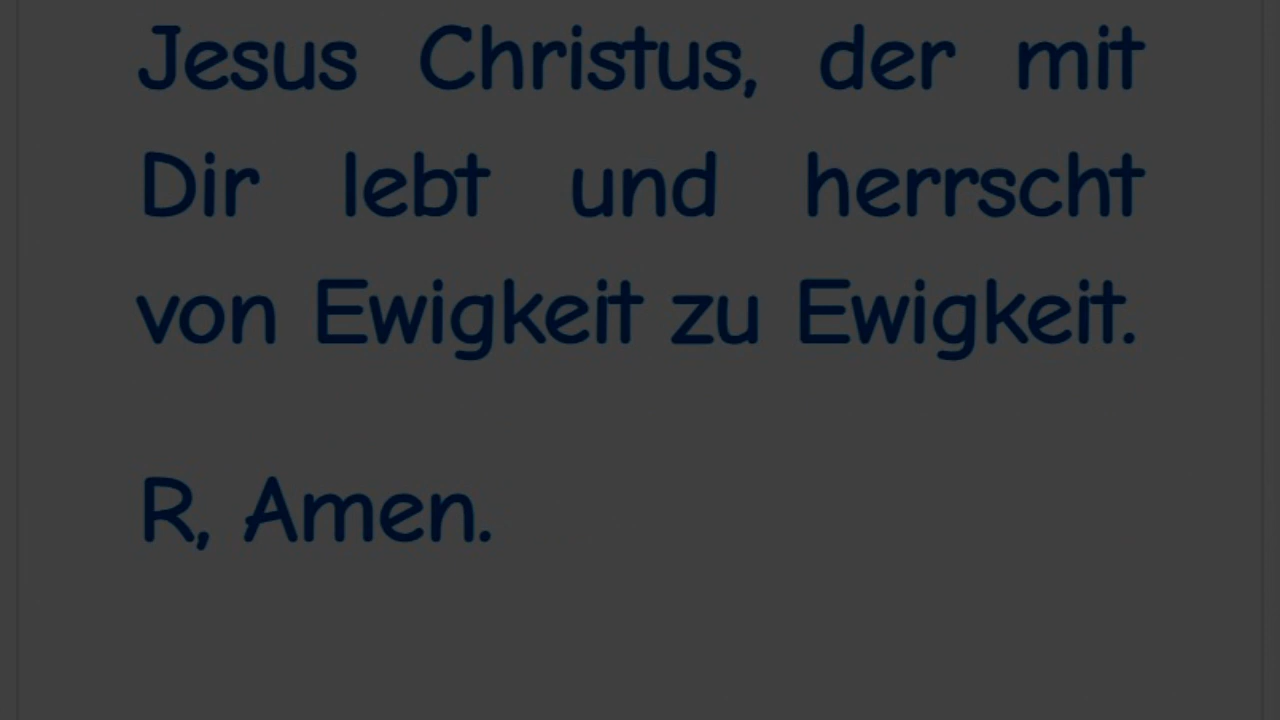 Jesus Christus, der mit
Dir lebt und herrscht
von Ewigkeit zu Ewigkeit.
R, Amen.